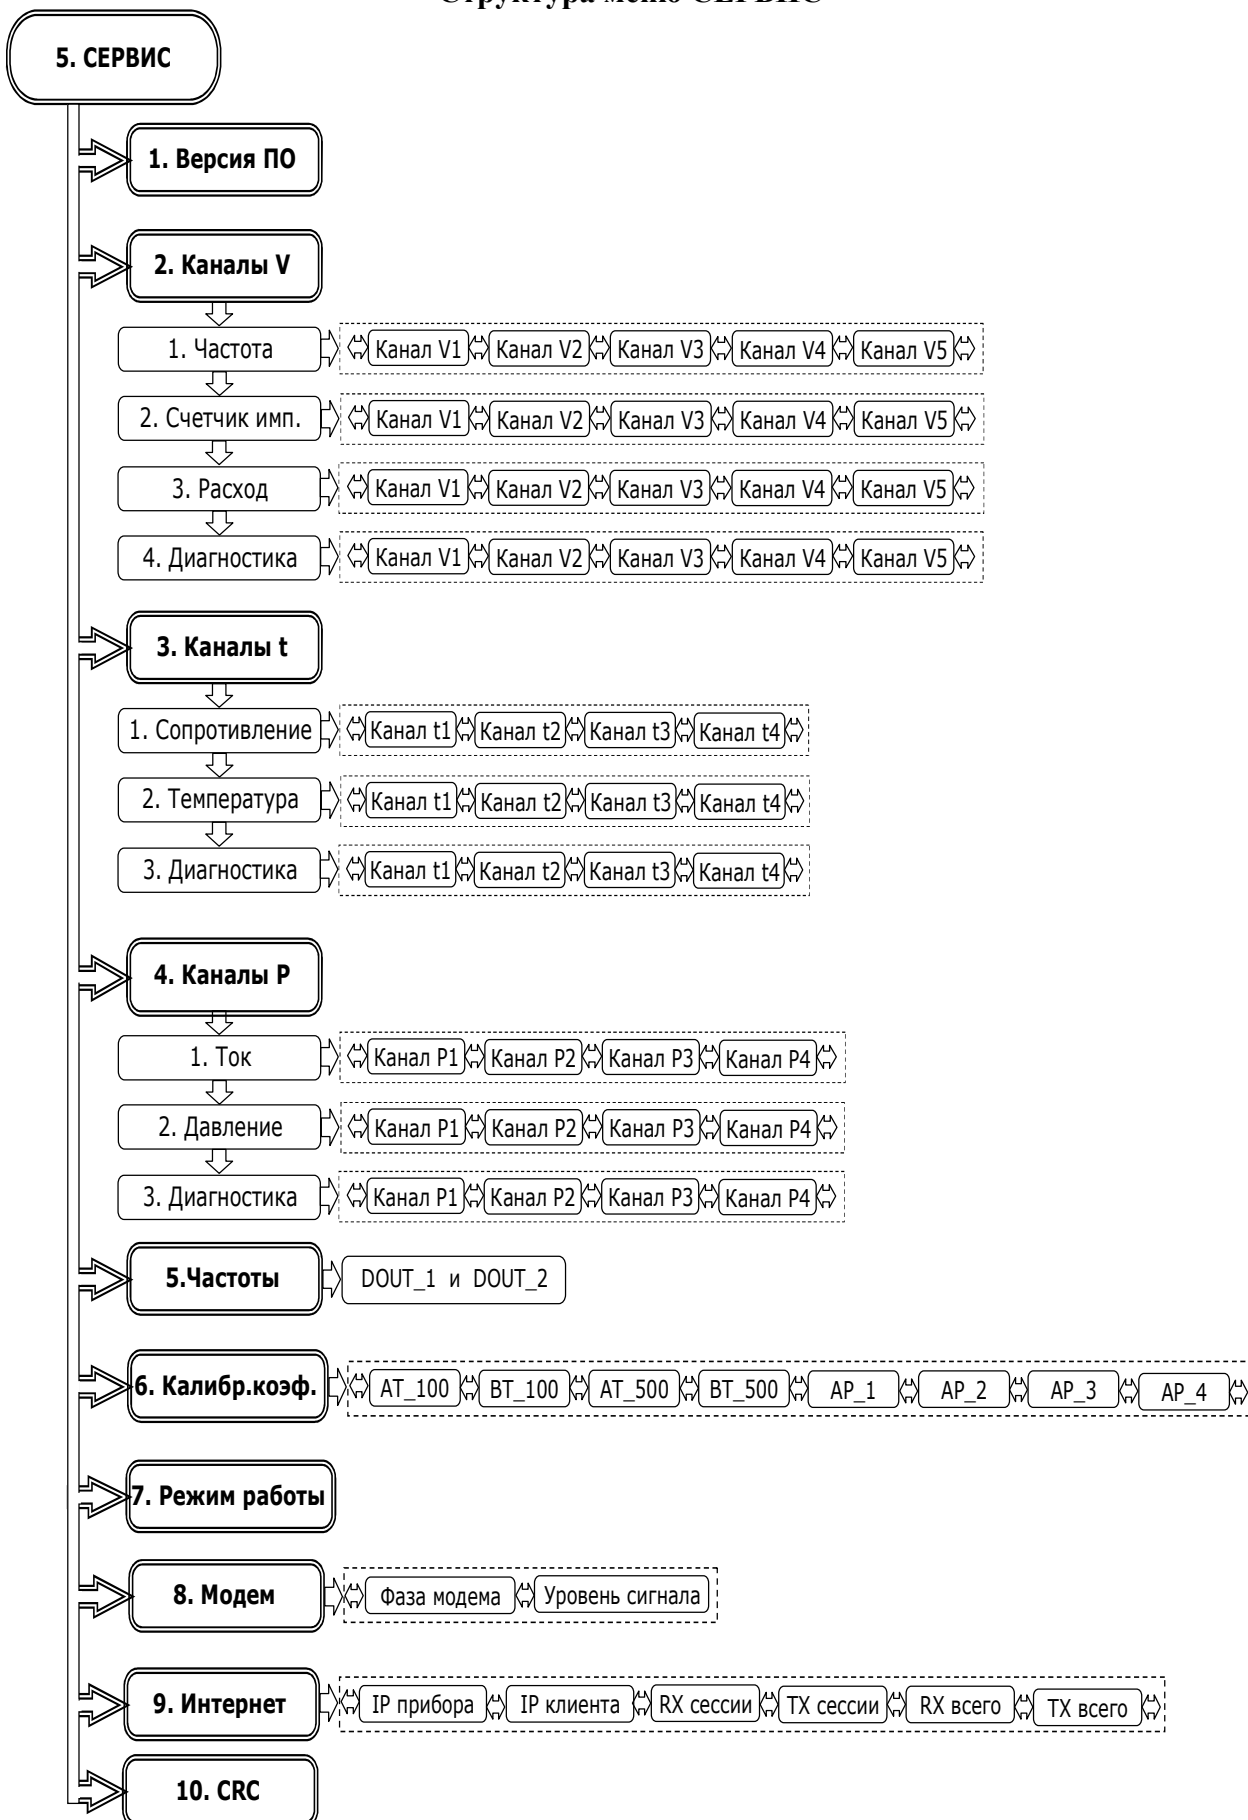 Структура меню СЕРВИС
5. СЕРВИС
1. Версия ПО
2. Каналы V
1. Частота Канал V1 Канал V2 Канал V3 Канал V4 Канал V5
2. Счетчик имп. Канал V1 Канал V2 Канал V3 Канал V4 Канал V5
3. Расход Канал V1 Канал V2 Канал V3 Канал V4 Канал V5
4. Диагностика Канал V1 Канал V2 Канал V3 Канал V4 Канал V5
3. Каналы t
1. Сопротивление Канал t1 Канал t2 Канал t3 Канал t4
2. Температура Канал t1 Канал t2 Канал t3 Канал t4
3. Диагностика Канал t1 Канал t2 Канал t3 Канал t4
4. Каналы P
1. Ток Канал P1 Канал P2 Канал P3 Канал P4
2. Давление Канал P1 Канал P2 Канал P3 Канал P4
3. Диагностика Канал P1 Канал P2 Канал P3 Канал P4
5.Частоты DOUT_1 и DOUT_2
6. Калибр.коэф. AT_100 BT_100 AT_500 BT_500 AP_1 AP_2 AP_3 AP_4
7. Режим работы
8. Модем Фаза модема Уровень сигнала
9. Интернет IP прибора IP клиента RX сессии TX сессии RX всего TX всего
10. CRC